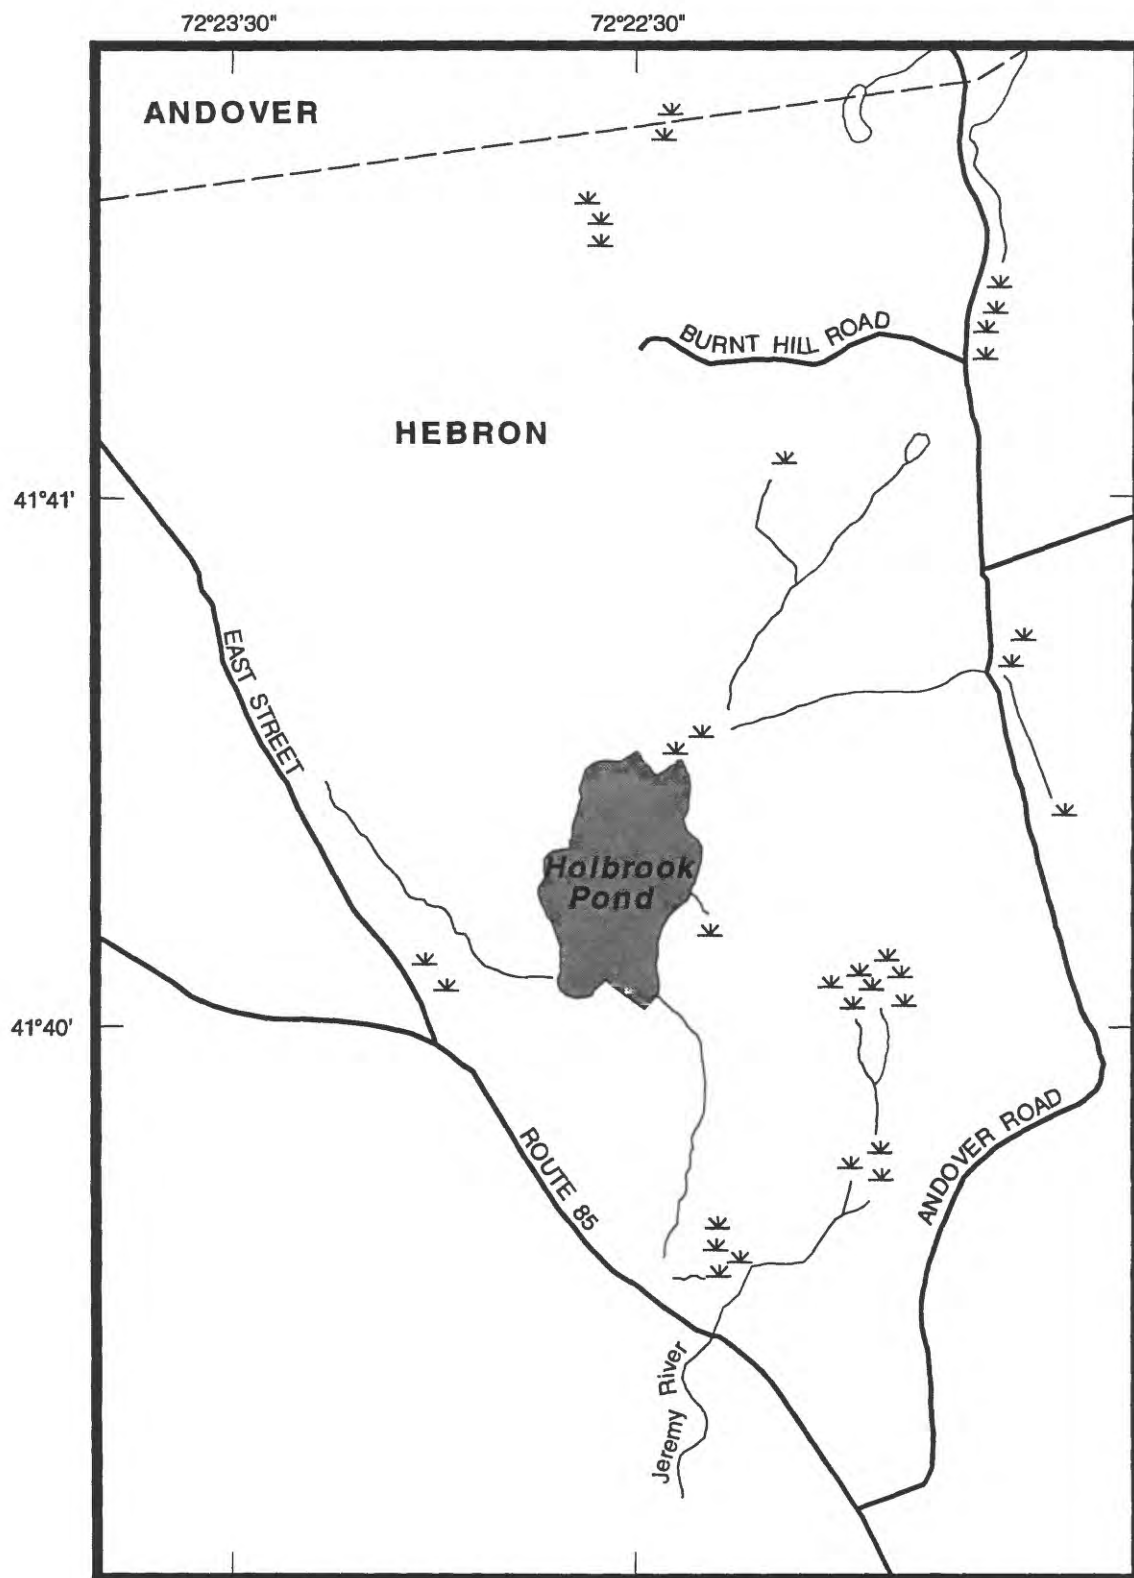 72°23'30"
72°22'30"
ANDOVER
BURNT HILL ROAD
HEBRON
41°41'
EAST STREET
Holbrook
Pond
41°40'
ANDOVER ROAD
ROUTE 85
Jeremy River